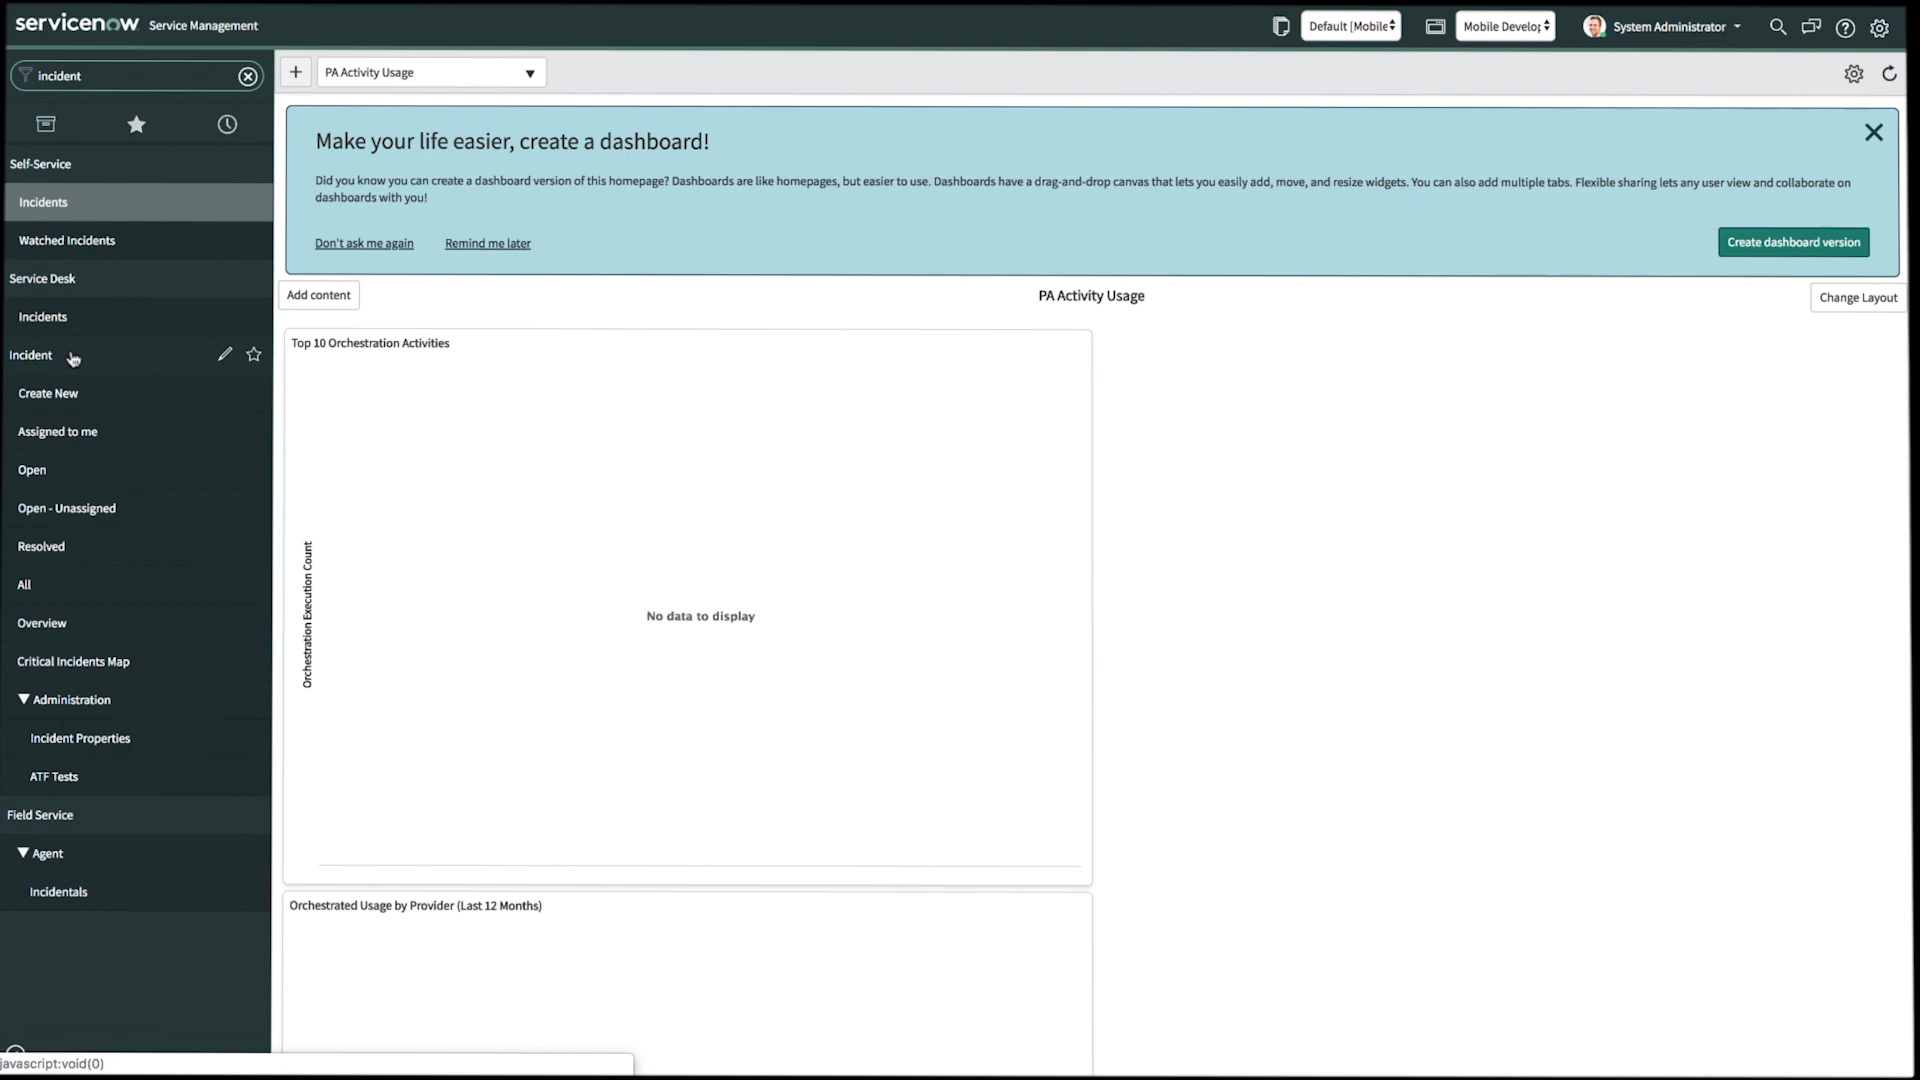 servicenow Service Management
Default [Mobile
Mobile Develop
System Administrator
incident
PA Activity Usage
Self-Service
Incidents
Watched Incidents
Service Desk
Incidents
Incident
Create New
Assigned to me
Open
Open - Unassigned
Resolved
All
Overview
Critical Incidents Map
Administration
Incident Properties
ATF Tests
Field Service
Agent
Incidentals
javascript:void(0)
Make your life easier, create a dashboard!
Did you know you can create a dashboard version of this homepage? Dashboards are like homepages, but easier to use. Dashboards have a drag-and-drop canvas that lets you easily add, move, and resize widgets. You can also add multiple tabs. Flexible sharing lets any user view and collaborate on
dashboards with you!
Don't ask me again
Remind me later
Create dashboard version
Add content
PA Activity Usage
Change Layout
Top 10 Orchestration Activities
Orchestration Execution Count
No data to display
Orchestrated Usage by Provider (Last 12 Months)